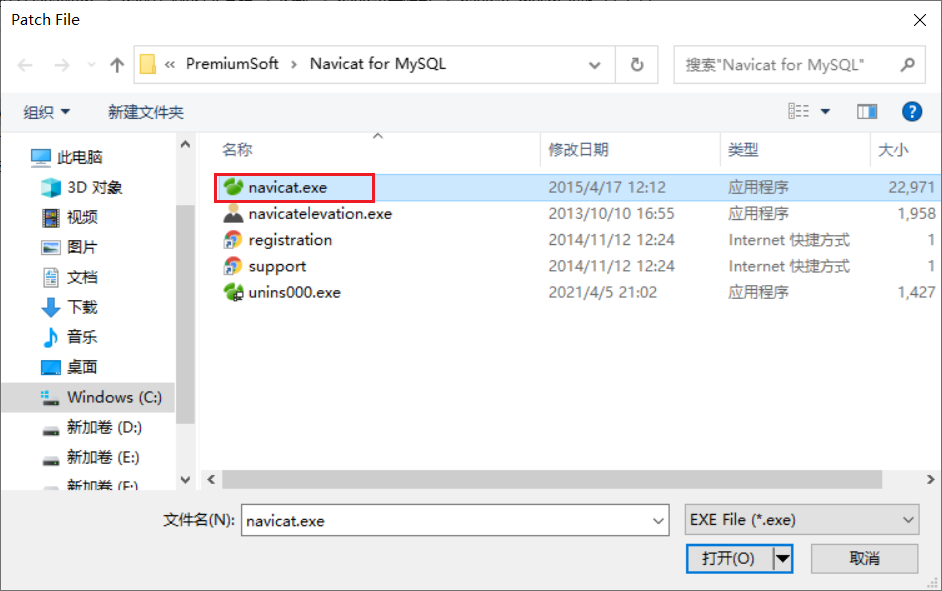 Patch File
« PremiumSoft › Navicat for MySQL
搜索"Navicat for MySQL"
组织
新建文件夹
此电脑
3D 对象
视频
图片
文档
下载
音乐
桌面
Windows (C:)
新加卷 (D:)
新加卷 (E:)
新加卷 (F:)
名称 修改日期 类型 大小
navicat.exe 2015/4/17 12:12 应用程序 22,971
navicatelevation.exe 2013/10/10 16:55 应用程序 1,958
registration 2014/11/12 12:24 Internet 快捷方式 1
support 2014/11/12 12:24 Internet 快捷方式 1
unins000.exe 2021/4/5 21:02 应用程序 1,427
文件名(N): navicat.exe
EXE File (*.exe)
打开(O)
取消